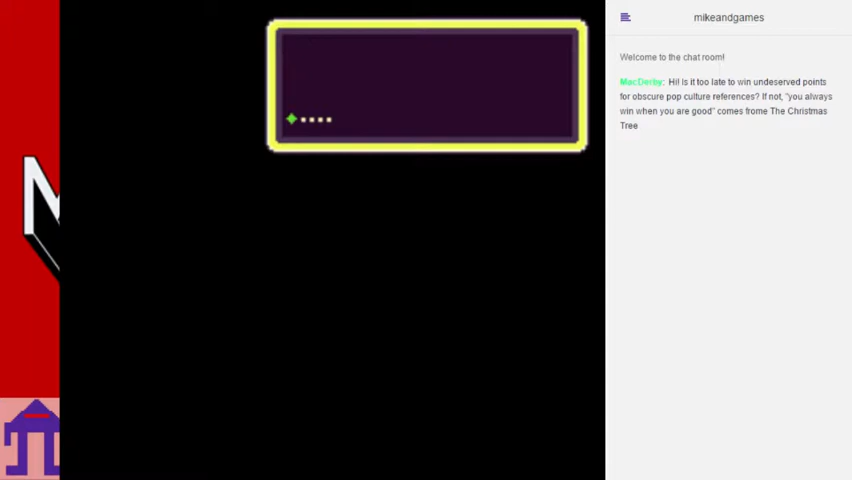 ◆....
mikeandgames
Welcome to the chat room!
MacDerby: Hi! Is it too late to win undeserved points
for obscure pop culture references? If not, "you always
win when you are good" comes frome The Christmas
Tree